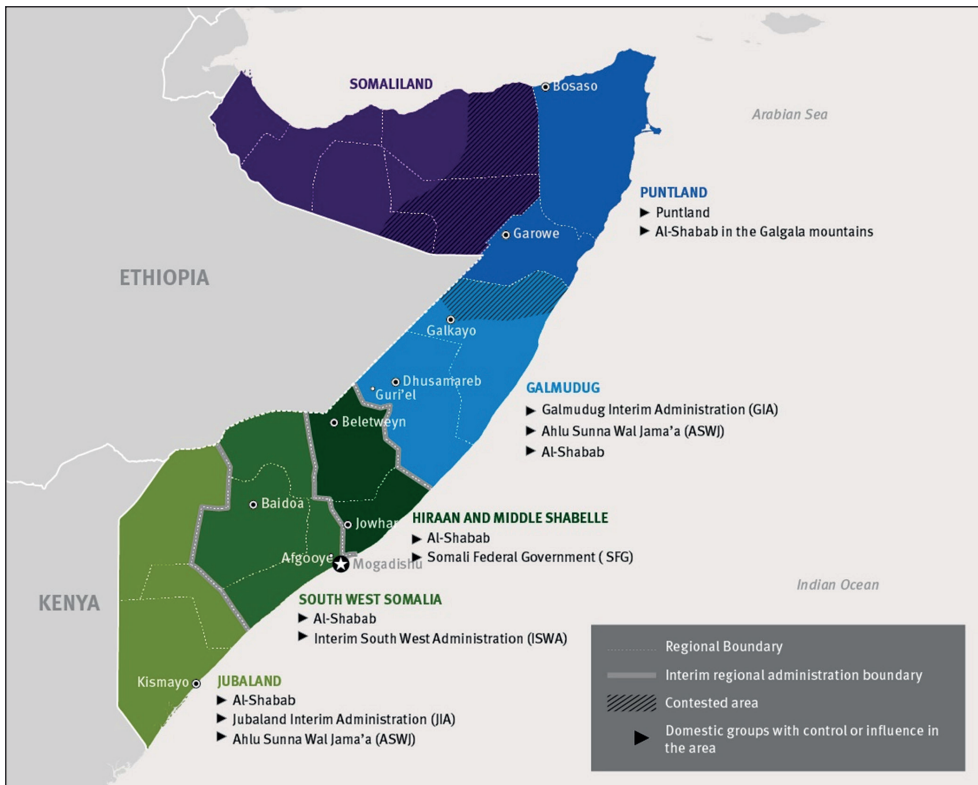 SOMALILAND
Bosaso
Arabian Sea
PUNTLAND
► Puntland
► Al-Shabab in the Galgala mountains
Garowe
ETHIOPIA
Galkayo
Dhusamareb
Guri'el
GALMUDUG
► Galmudug Interim Administration (GIA)
► Ahlu Sunna Wal Jama'a (ASWJ)
► Al-Shabab
Beletweyn
Baidoa
Jowhar
HIRAAN AND MIDDLE SHABELLE
► Al-Shabab
► Somali Federal Government ( SFG)
Afgooye
Mogadishu
Indian Ocean
KENYA
SOUTH WEST SOMALIA
► Al-Shabab
► Interim South West Administration (ISWA)
Kismayo
JUBALAND
► Al-Shabab
► Jubaland Interim Administration (JIA)
► Ahlu Sunna Wal Jama'a (ASWJ)
Regional Boundary
Interim regional administration boundary
Contested area
► Domestic groups with control or influence in
the area